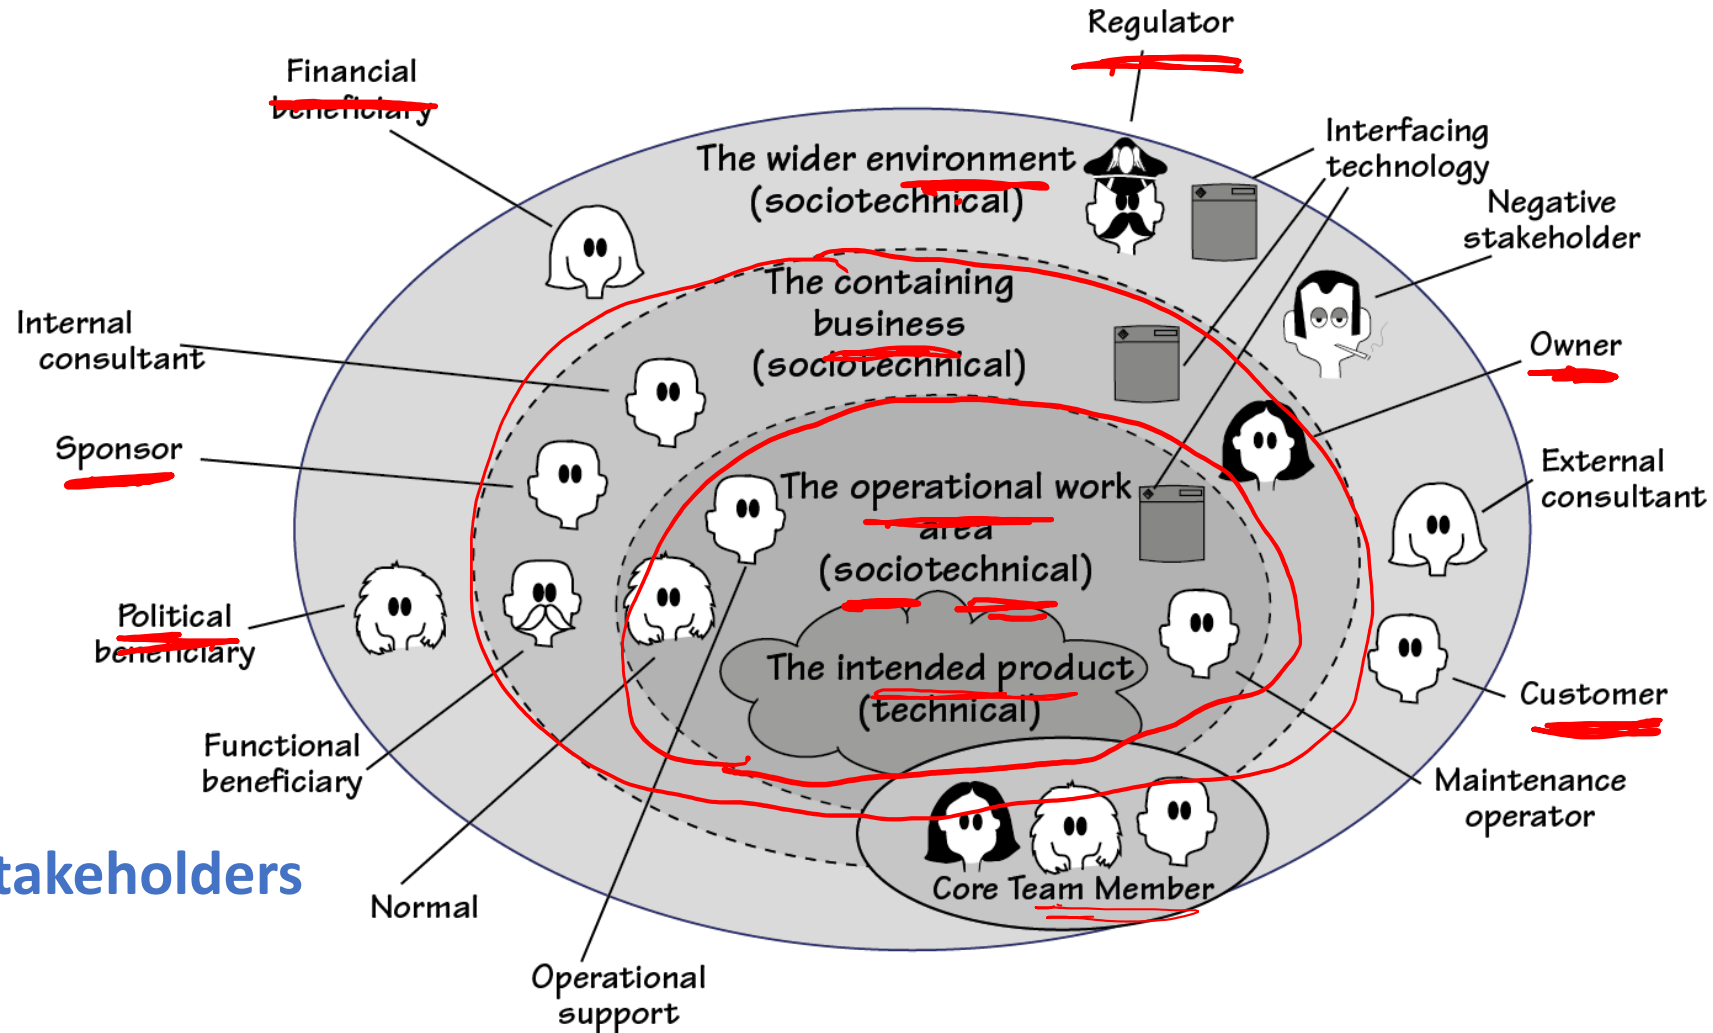 Regulator
Financial
beneficiary
Interfacing
technology
The wider environment
(sociotechnical)
Negative
stakeholder
The containing
business
(sociotechnical)
Internal
consultant
Owner
Sponsor
External
consultant
The operational work
area
(sociotechnical)
Political
beneficiary
The intended product
(technical)
Customer
Functional
beneficiary
Maintenance
operator
takeholders
Core Team Member
Normal
Operational
support